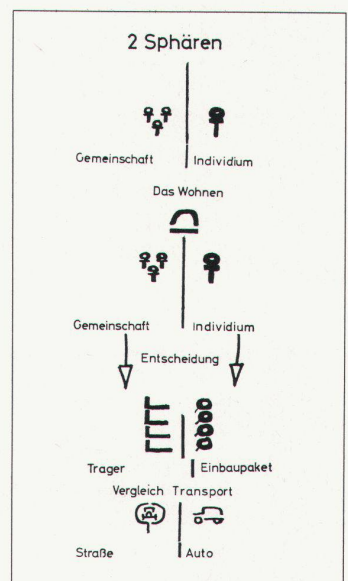 2 Sphären
Gemeinschaft Individium
Das Wohnen
Gemeinschaft Individium
Entscheidung
Trager Einbaupaket
Vergleich Transport
Straße Auto